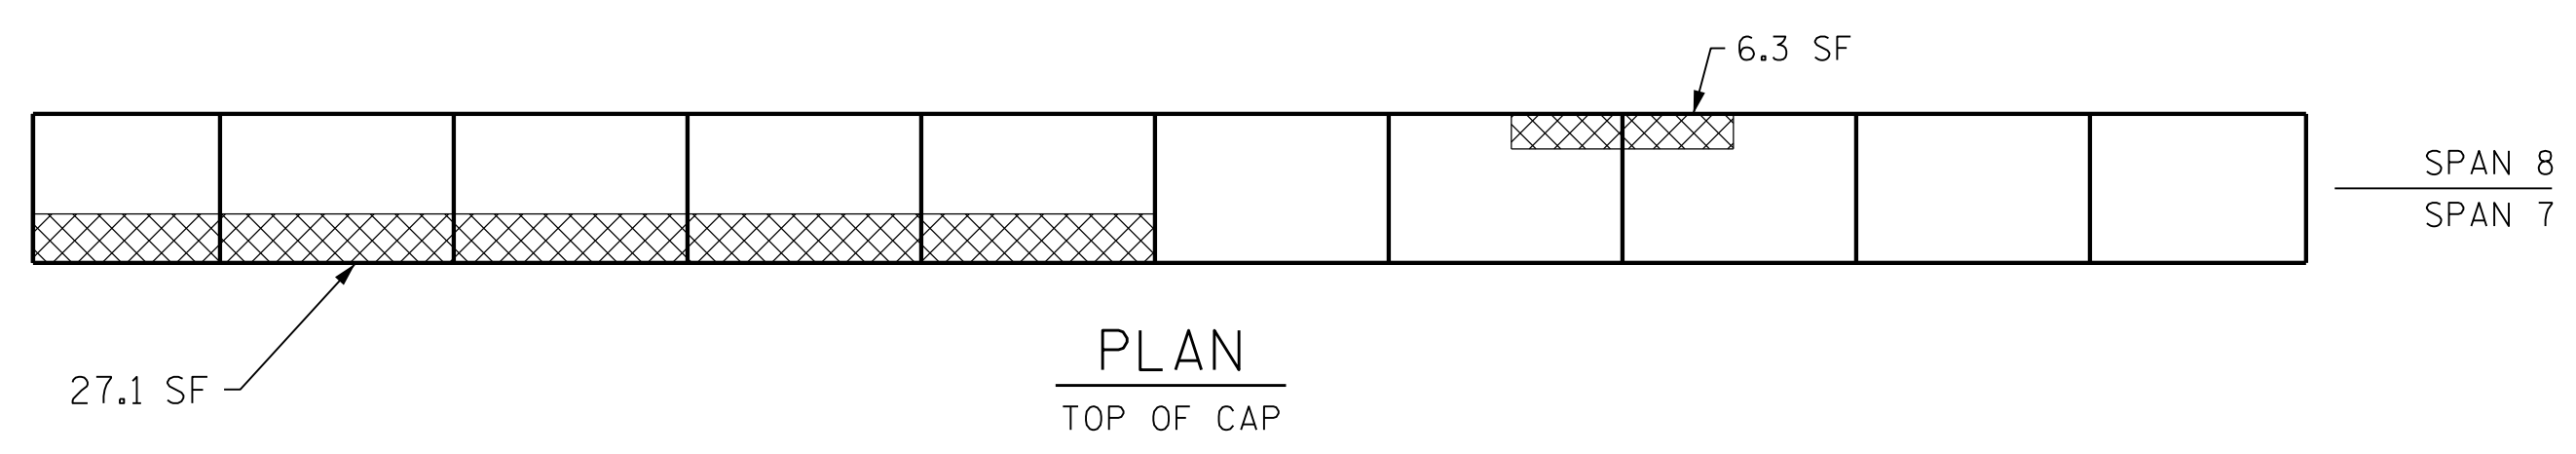 6.3 SF
SPAN 8
SPAN 7
27.1 SF
PLAN
TOP OF CAP